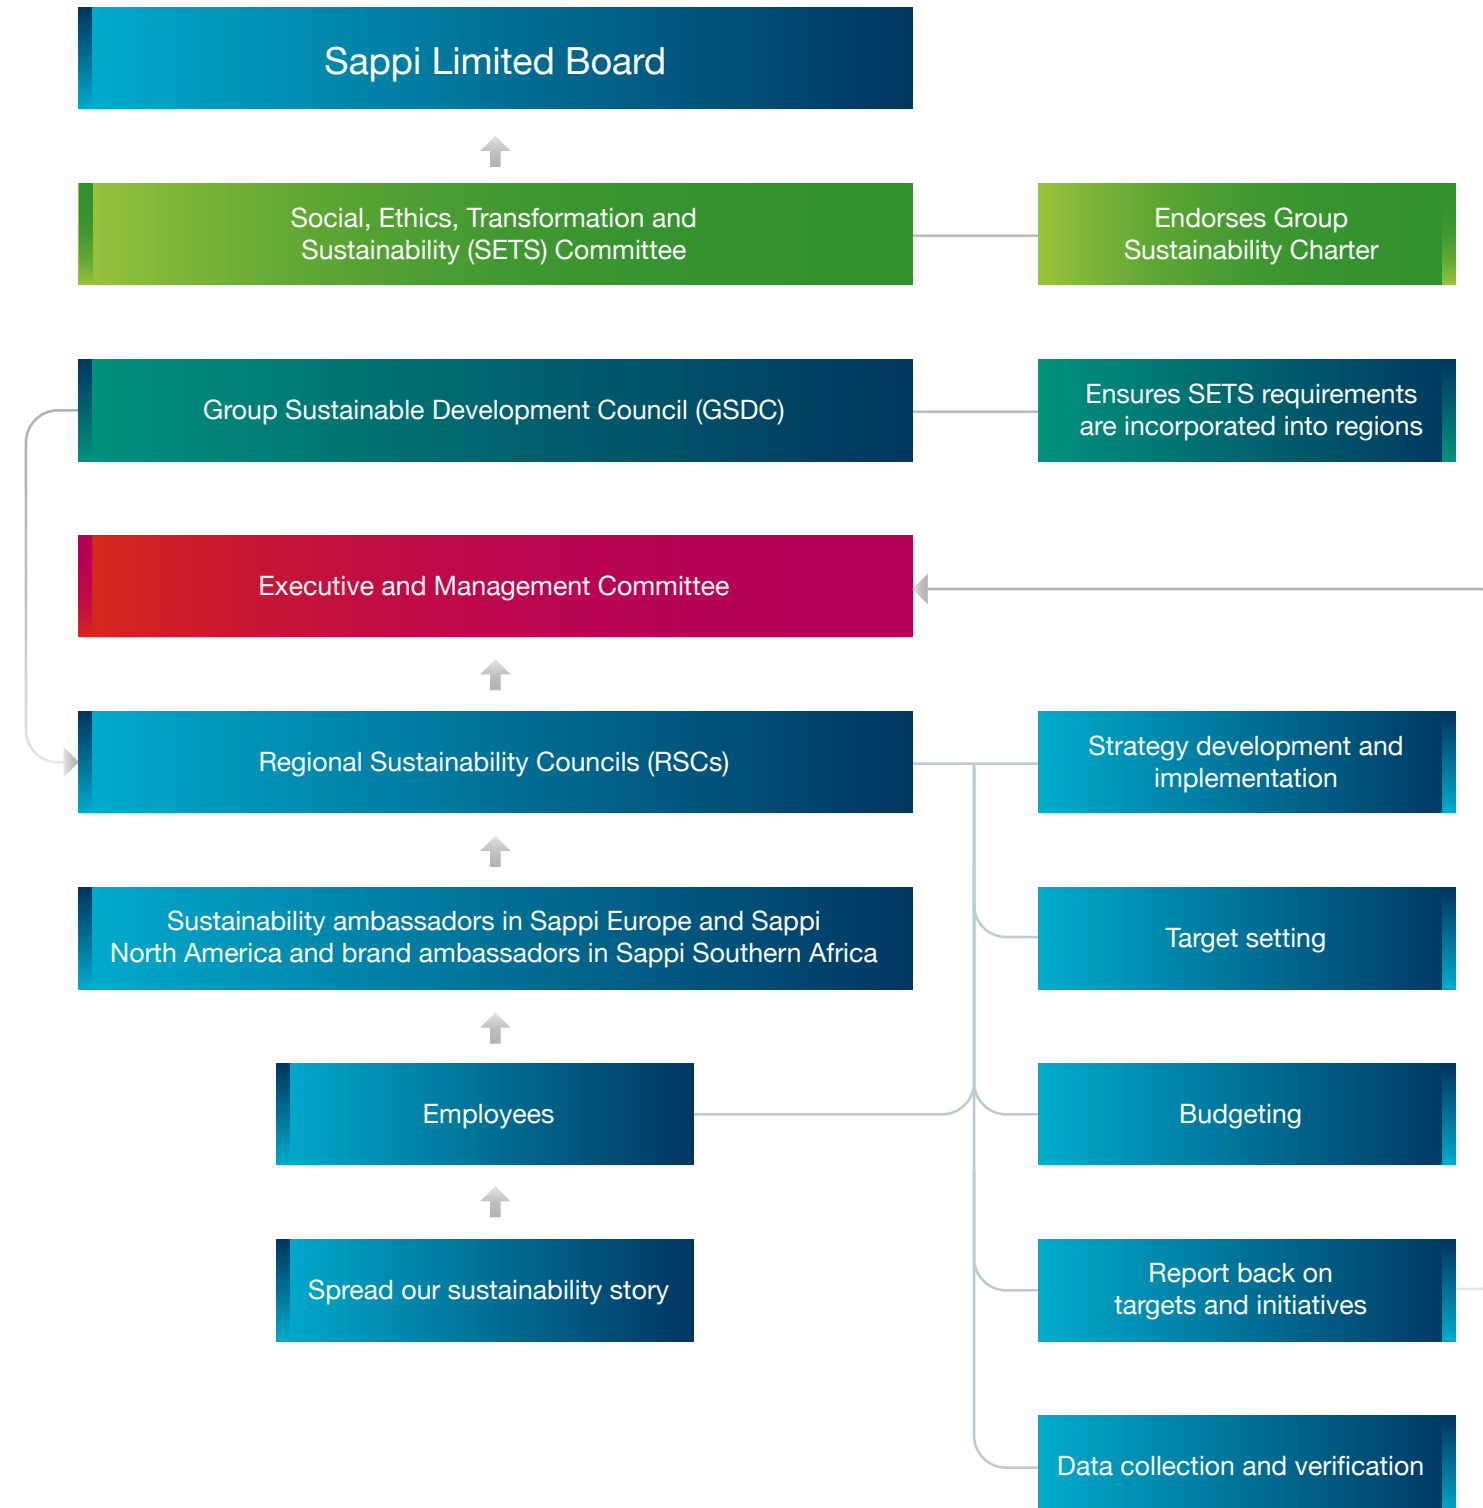 Sappi Limited Board
Social, Ethics, Transformation and
Sustainability (SETS) Committee
Endorses Group
Sustainability Charter
Group Sustainable Development Council (GSDC)
Ensures SETS requirements
are incorporated into regions
Executive and Management Committee
Regional Sustainability Councils (RSCs)
Strategy development and
implementation
Sustainability ambassadors in Sappi Europe and Sappi
North America and brand ambassadors in Sappi Southern Africa
Target setting
Employees
Budgeting
Spread our sustainability story
Report back on
targets and initiatives
Data collection and verification